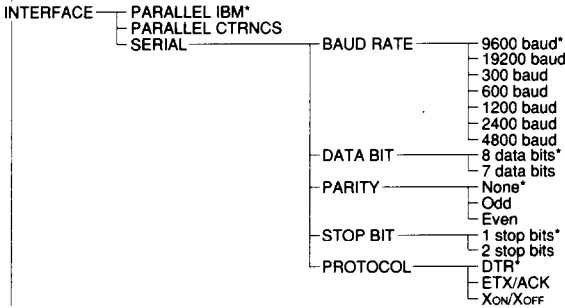 INTERFACE PARALLEL IBM*
PARALLEL CTRNCS
SERIAL BAUD RATE 9600 baud*
19200 baud
300 baud
600 baud
1200 baud
2400 baud
4800 baud
DATA BIT 8 data bits*
7 data bits
PARITY None*
Odd
Even
STOP BIT 1 stop bits*
2 stop bits
PROTOCOL DTR*
ETX/ACK
XON/XOFF